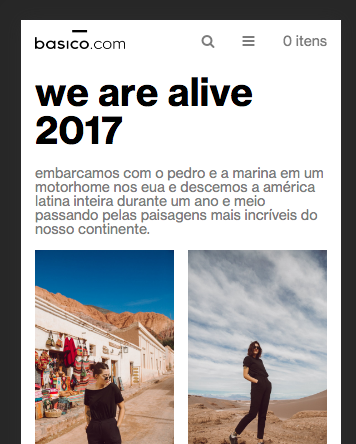 basico.com
0 itens
we are alive
2017
embarcamos com o pedro e a marina em um
motorhome nos eua e descemos a américa
latina inteira durante um ano e meio
passando pelas paisagens mais incríveis do
nosso continente.